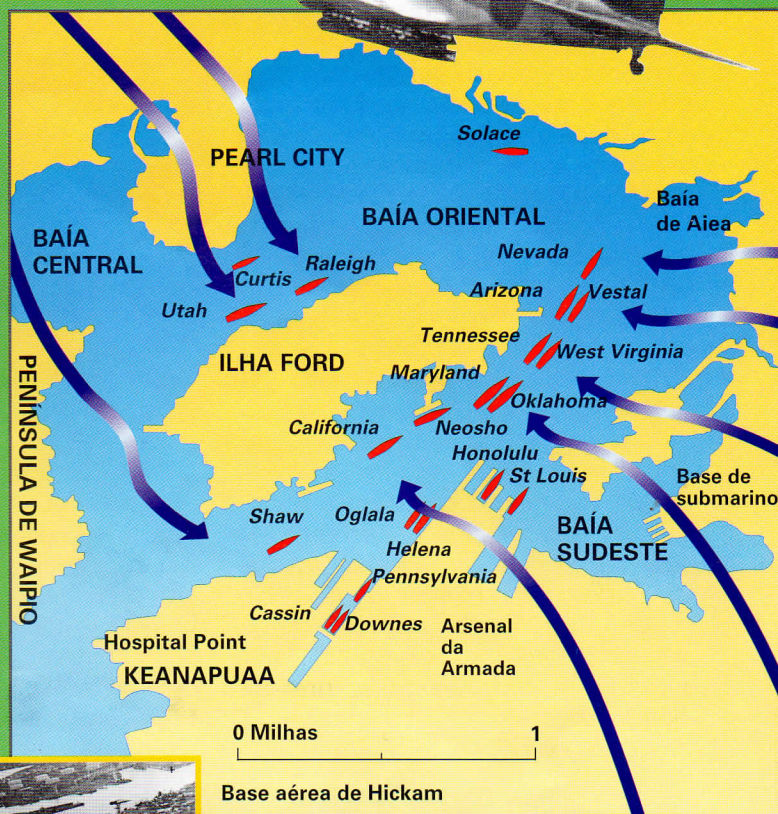 Solace
PEARL CITY
BAÍA ORIENTAL
Baía
de Aiea
BAÍA
CENTRAL
Nevada
Curtis
Raleigh
Arizona
Vestal
Utah
Tennessee
West Virginia
ILHA FORD
Maryland
Oklahoma
PENÍNSULA DE WAIPIO
California
Neosho
Honolulu
St Louis
Base de
submarino
Shaw
Oglala
BAÍA
SUDESTE
Helena
Pennsylvania
Cassin
Downes
Arsenal
da
Armada
Hospital Point
KEANAPUAA
0 Milhas
1
Base aérea de Hickam